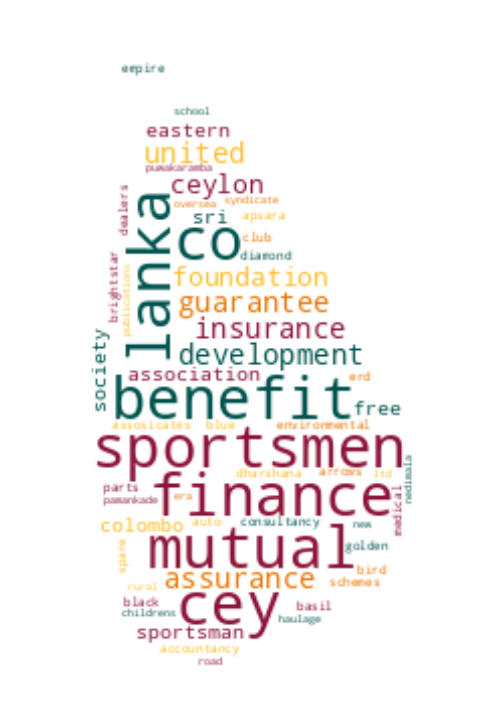 empire
school
eastern
united
puwakaramba
ceylon
dealers
oversea syndicate
lanka
sri
apsara
co
club
diamond
brightstar
publications
foundation
guarantee
insurance
society
development
association
erd
benefit
free
assosicates blue environmental
sportsmen
dharshana arrows ltd
nedimala
parts
finance
pamankade
era
medical
colombo auto consultancy new
mutual
spare
golden
assurance
bird
rural
schemes
cey
black
basil
childrens
haulage
sportsman
accountancy
road